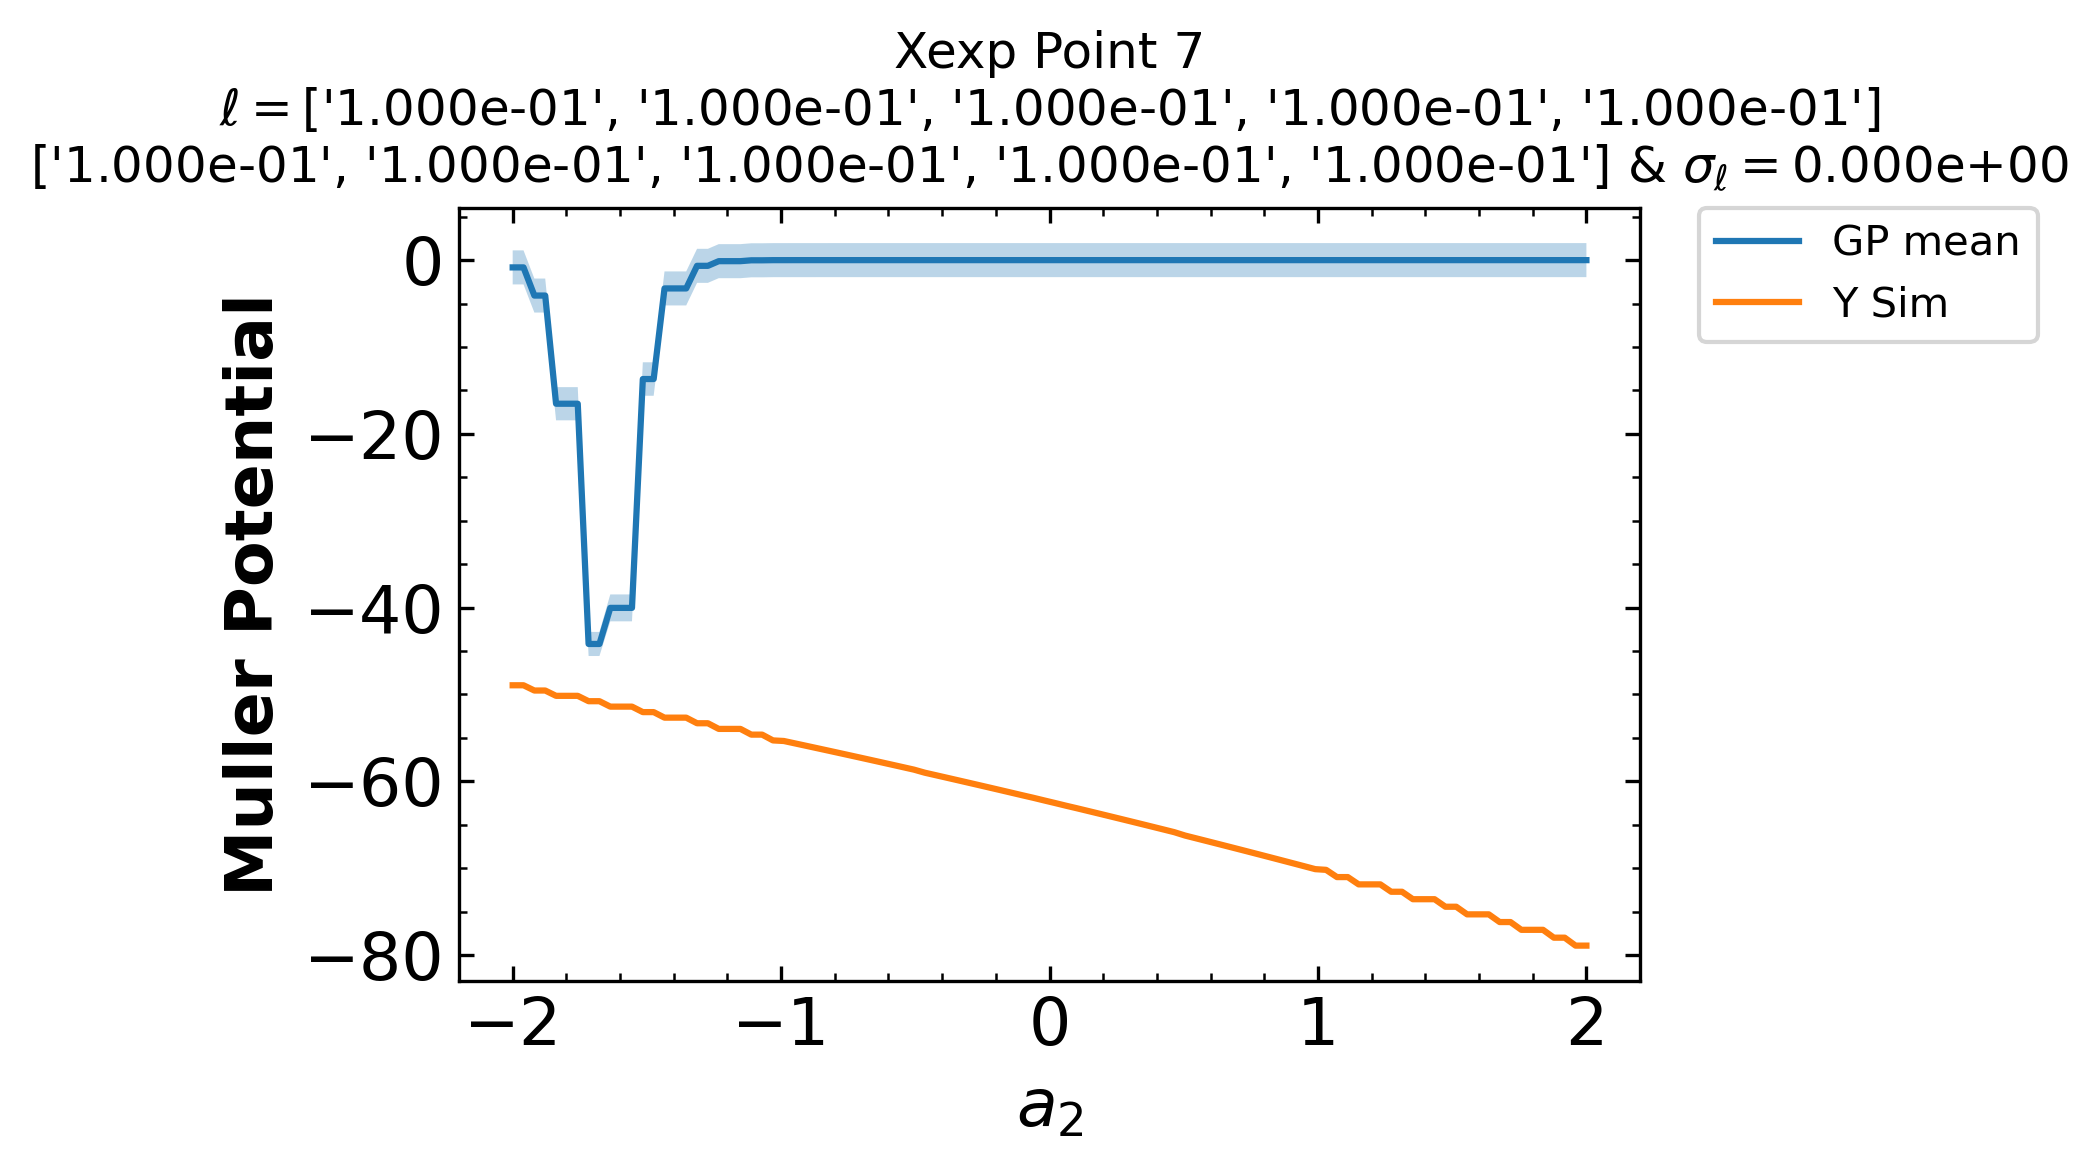 Xexp Point 7
ℓ = ['1.000e-01', '1.000e-01', '1.000e-01', '1.000e-01', '1.000e-01']
['1.000e-01', '1.000e-01', '1.000e-01', '1.000e-01', '1.000e-01'] & σℓ = 0.000e+00
GP mean
Y Sim
Muller Potential
0
−20
−40
−60
−80
−2
−1
0
1
2
a₂